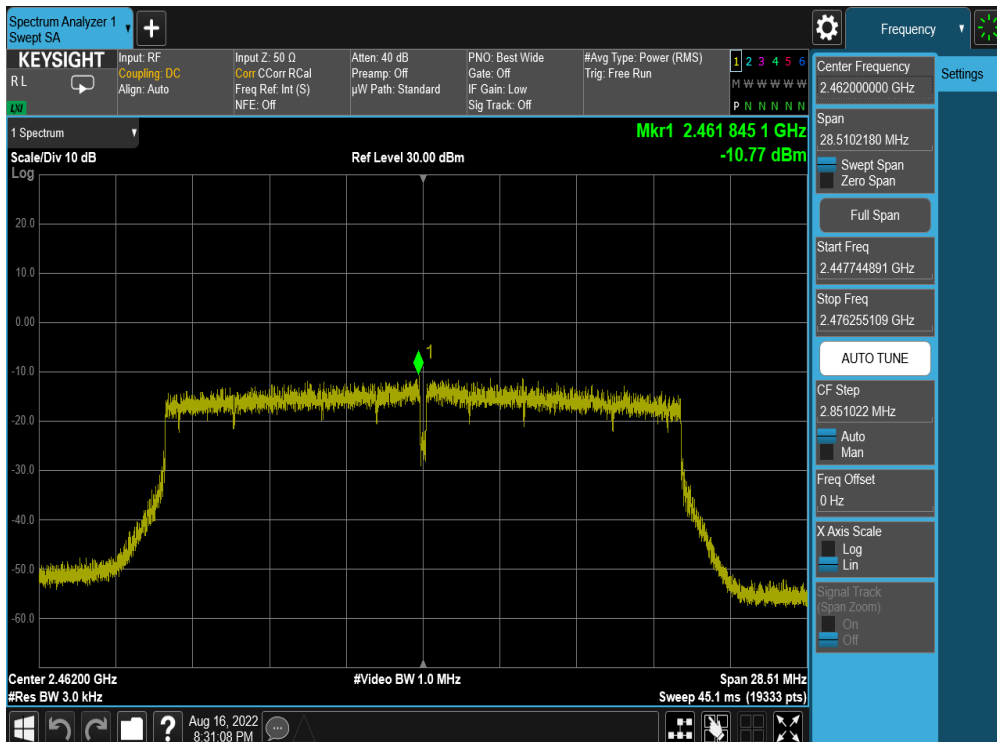 Spectrum Analyzer 1
Swept SA
Frequency
KEYSIGHT
R L
LXI
Input: RF
Coupling: DC
Align: Auto
Input Z: 50 Ω
Corr CCorr RCal
Freq Ref: Int (S)
NFE: Off
Atten: 40 dB
Preamp: Off
µW Path: Standard
PNO: Best Wide
Gate: Off
IF Gain: Low
Sig Track: Off
#Avg Type: Power (RMS)
Trig: Free Run
1 2 3 4 5 6
M W W W W W
P N N N N N
1 Spectrum
Scale/Div 10 dB
Log
Ref Level 30.00 dBm
Mkr1 2.461 845 1 GHz
-10.77 dBm
20.0
10.0
0.00
-10.0
-20.0
-30.0
-40.0
-50.0
-60.0
1
Center 2.46200 GHz
#Res BW 3.0 kHz
#Video BW 1.0 MHz
Span 28.51 MHz
Sweep 45.1 ms (19333 pts)
Aug 16, 2022
8:31:08 PM
Center Frequency
2.462000000 GHz
Settings
Span
28.5102180 MHz
Swept Span
Zero Span
Full Span
Start Freq
2.447744891 GHz
Stop Freq
2.476255109 GHz
AUTO TUNE
CF Step
2.851022 MHz
Auto
Man
Freq Offset
0 Hz
X Axis Scale
Log
Lin
Signal Track
(Span Zoom)
On
Off